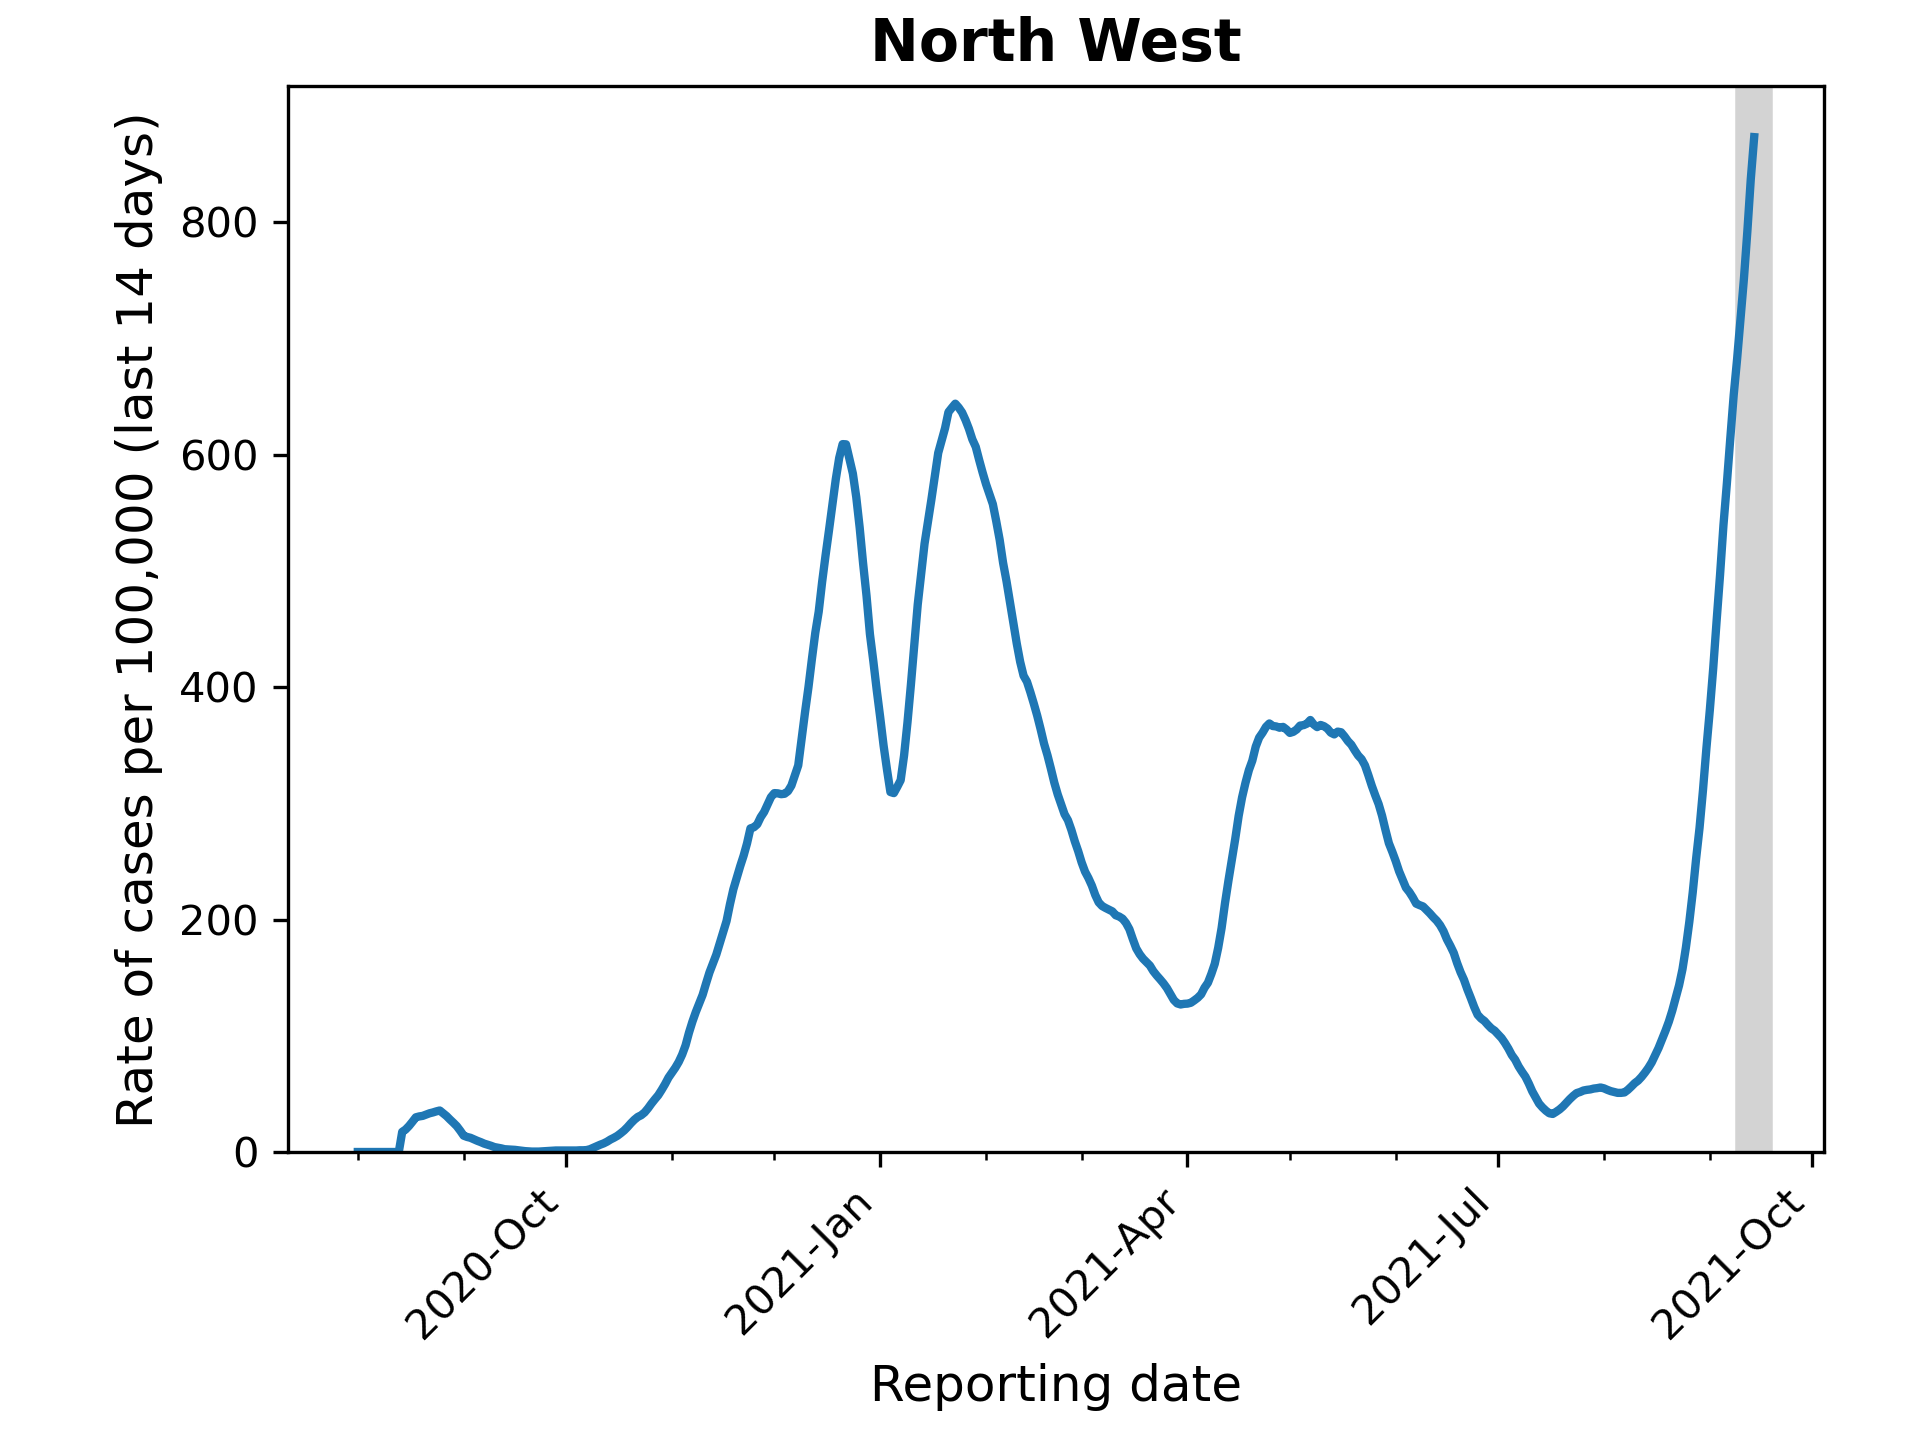 North West
Rate of cases per 100,000 (last 14 days)
800
600
400
200
0
2020-Oct
2021-Jan
2021-Apr
2021-Jul
2021-Oct
Reporting date